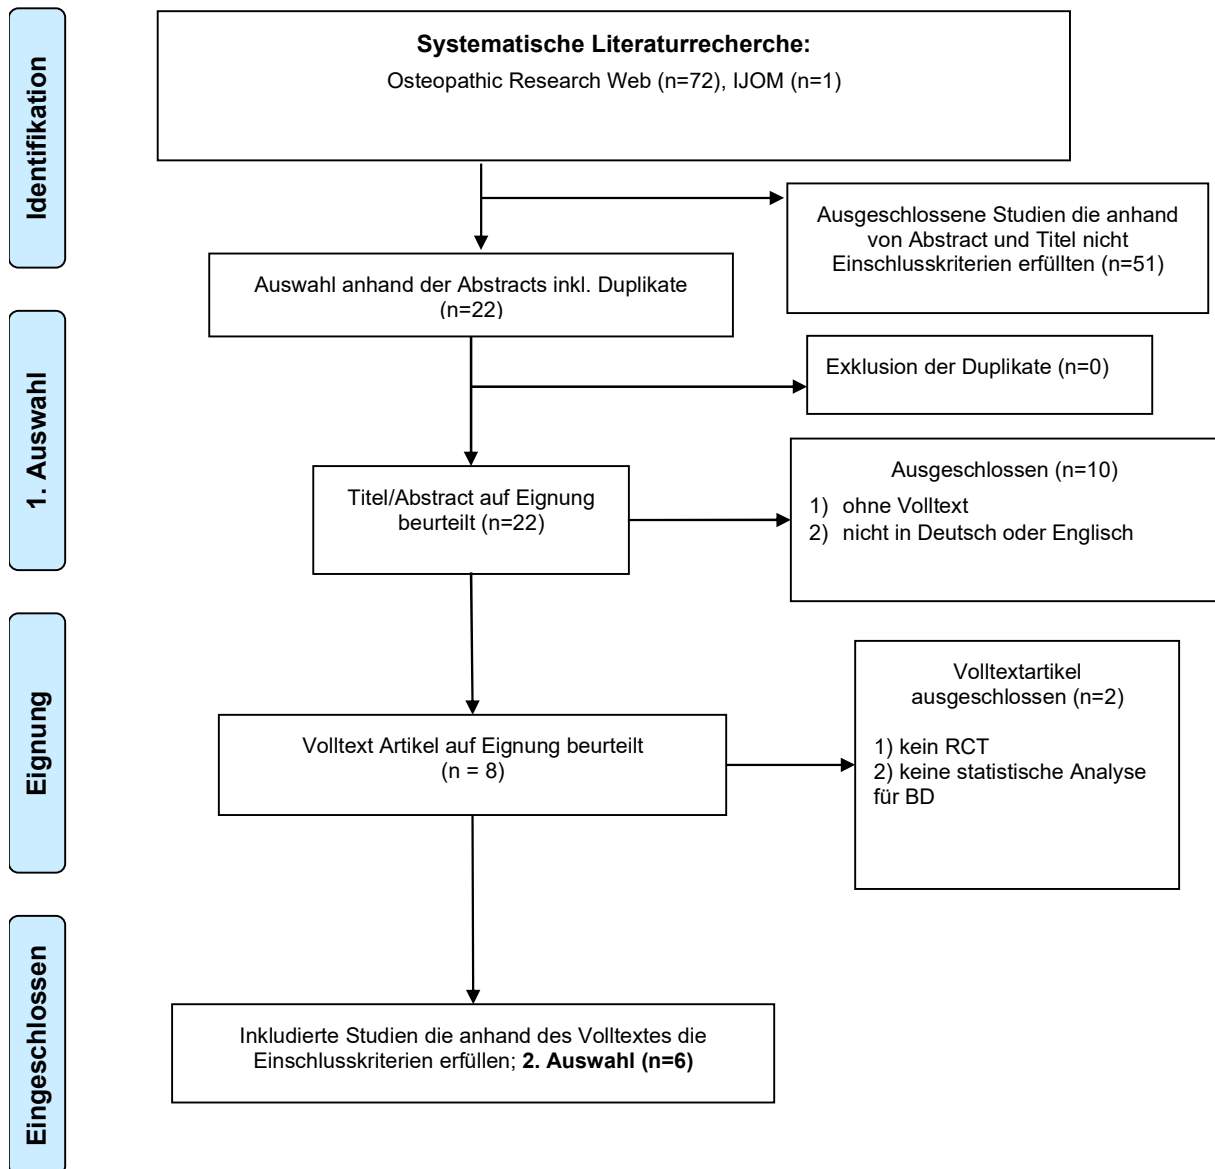 Identifikation
Systematische Literaturrecherche:
Osteopathic Research Web (n=72), IJOM (n=1)
Ausgeschlossene Studien die anhand
von Abstract und Titel nicht
Einschlusskriterien erfüllten (n=51)
Auswahl anhand der Abstracts inkl. Duplikate
(n=22)
1. Auswahl
Exklusion der Duplikate (n=0)
Titel/Abstract auf Eignung
beurteilt (n=22)
Ausgeschlossen (n=10)
1) ohne Volltext
2) nicht in Deutsch oder Englisch
Eignung
Volltext Artikel auf Eignung beurteilt
(n = 8)
Volltextartikel
ausgeschlossen (n=2)
1) kein RCT
2) keine statistische Analyse
für BD
Eingeschlossen
Inkludierte Studien die anhand des Volltextes die
Einschlusskriterien erfüllen; 2. Auswahl (n=6)